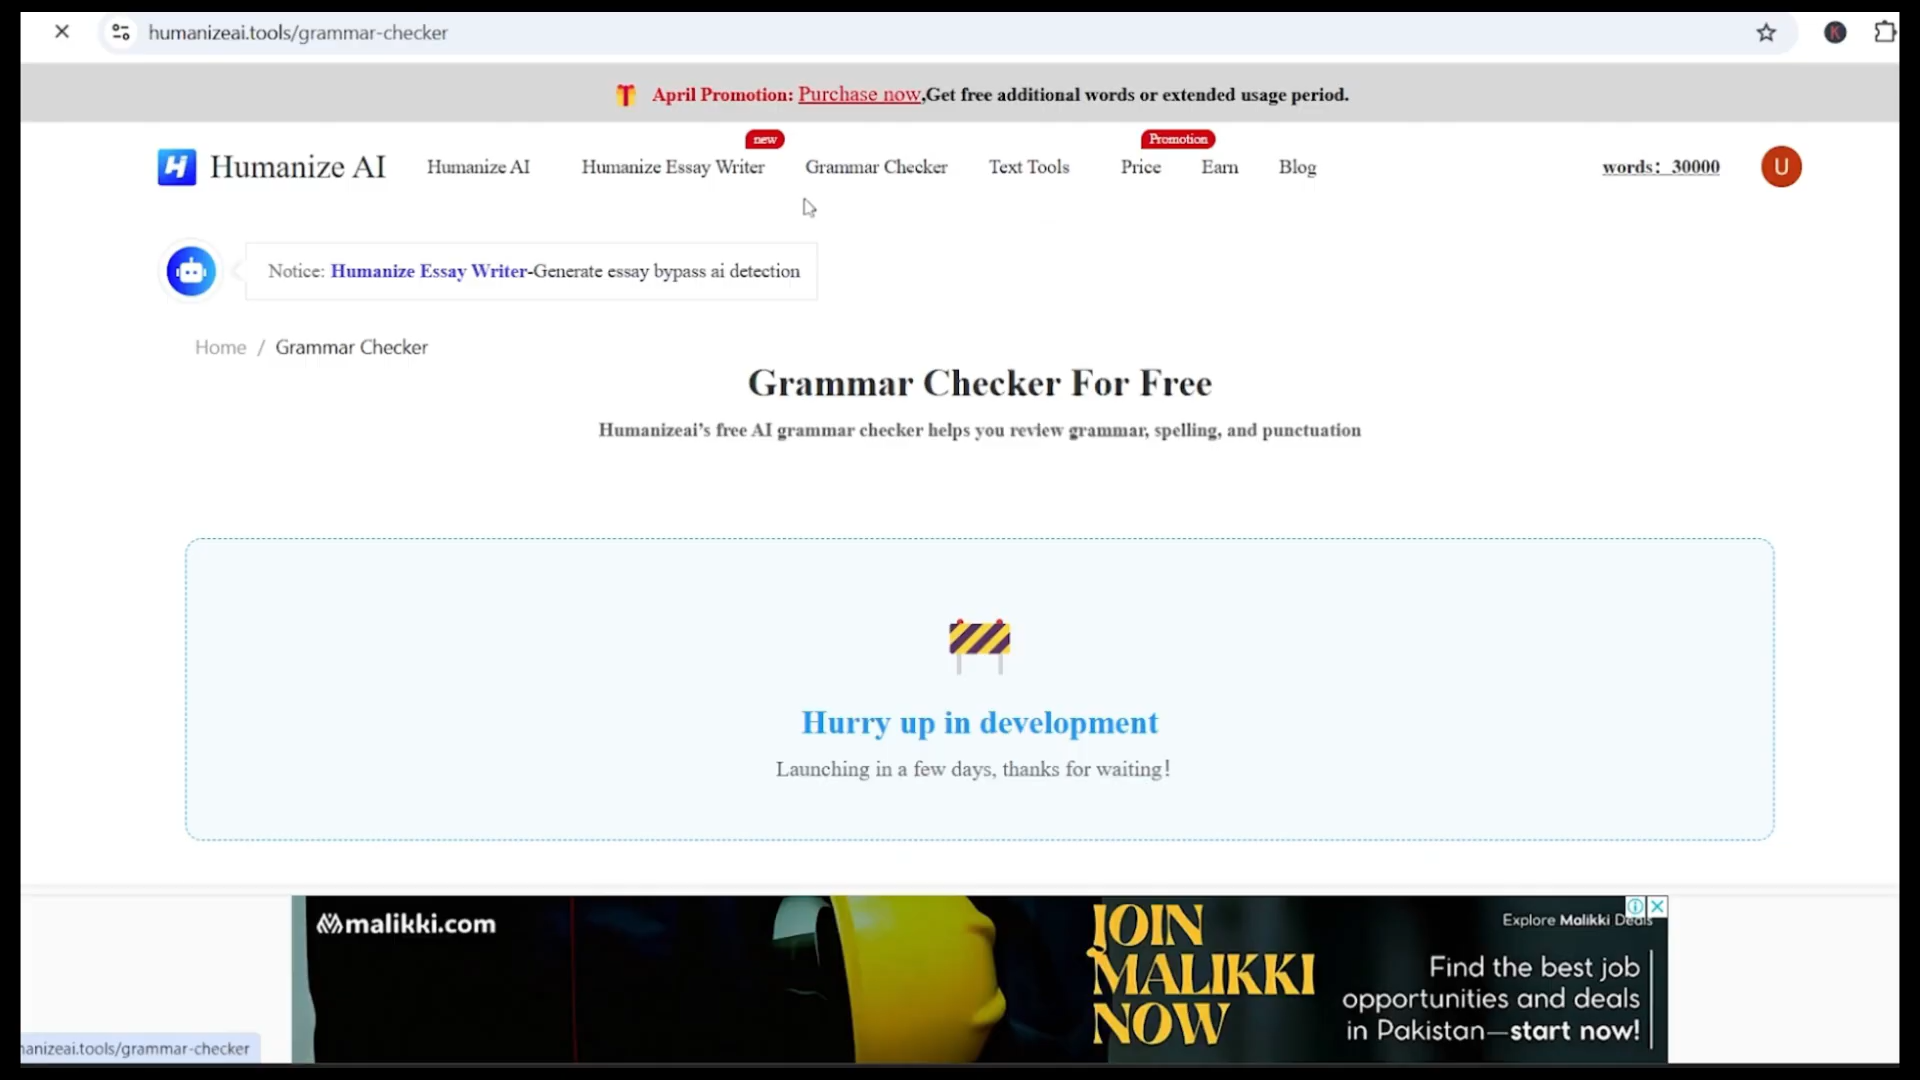 humanizeai.tools/grammar-checker
K
April Promotion: Purchase now,Get free additional words or extended usage period.
new
Promotion
H Humanize AI
Humanize AI
Humanize Essay Writer
Grammar Checker
Text Tools
Price
Earn
Blog
words: 30000
U
Notice: Humanize Essay Writer-Generate essay bypass ai detection
Home / Grammar Checker
Grammar Checker For Free
Humanizeai's free AI grammar checker helps you review grammar, spelling, and punctuation
Hurry up in development
Launching in a few days, thanks for waiting!
malikki.com
JOIN
MALIKKI
NOW
Explore Malikki Deals
Find the best job
opportunities and deals
in Pakistan—start now!
anizeai.tools/grammar-checker